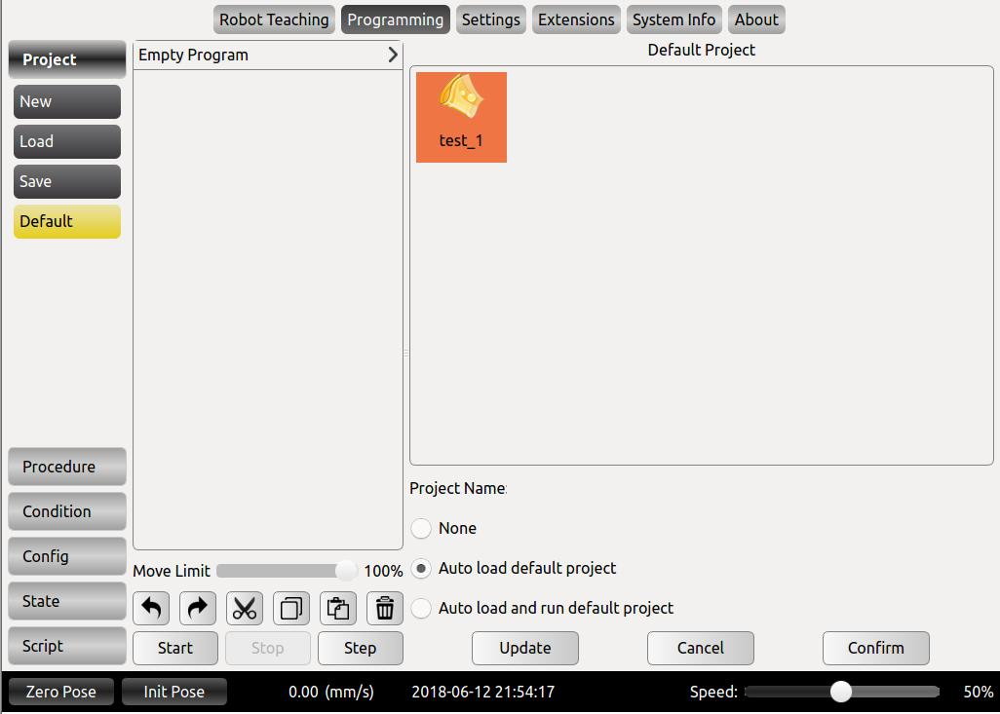 Robot Teaching Programming Settings Extensions System Info About
Project
New
Load
Save
Default
Procedure
Condition
Config
State
Script
Empty Program
Move Limit 100%
Start Stop Step
Default Project
test_1
Project Name:
None
Auto load default project
Auto load and run default project
Update Cancel Confirm
Zero Pose Init Pose 0.00 (mm/s) 2018-06-12 21:54:17 Speed: 50%